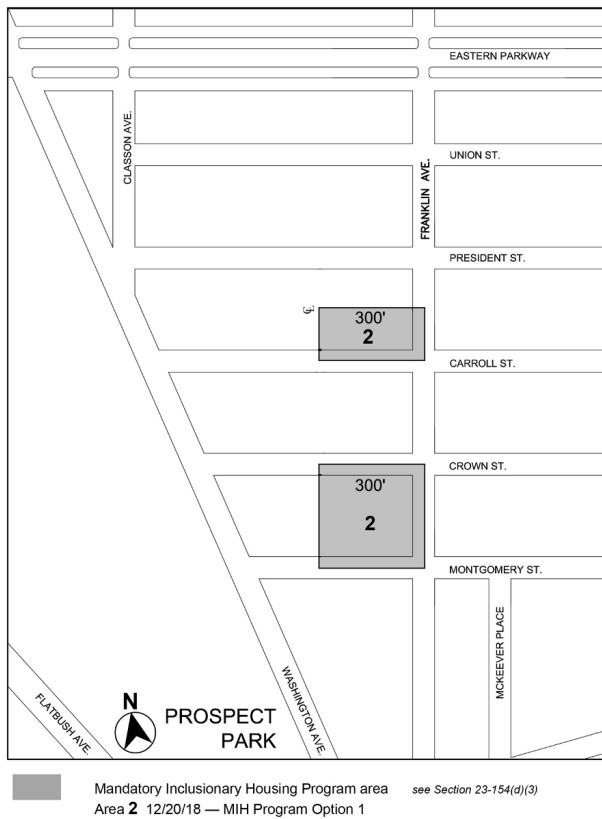 EASTERN PARKWAY
CLASSON AVE.
UNION ST.
FRANKLIN AVE.
PRESIDENT ST.
℄
300'
2
CARROLL ST.
CROWN ST.
300'
2
MONTGOMERY ST.
MCKEEVER PLACE
WASHINGTON AVE.
FLATBUSH AVE.
N
PROSPECT
PARK
Mandatory Inclusionary Housing Program area see Section 23-154(d)(3)
Area 2 12/20/18 — MIH Program Option 1